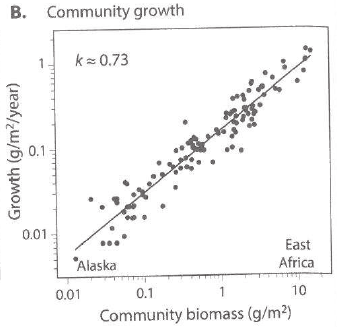 B. Community growth
k ≈ 0.73
Growth (g/m²/year)
1
0.1
0.01
Alaska
East
Africa
0.01 0.1 1 10
Community biomass (g/m²)